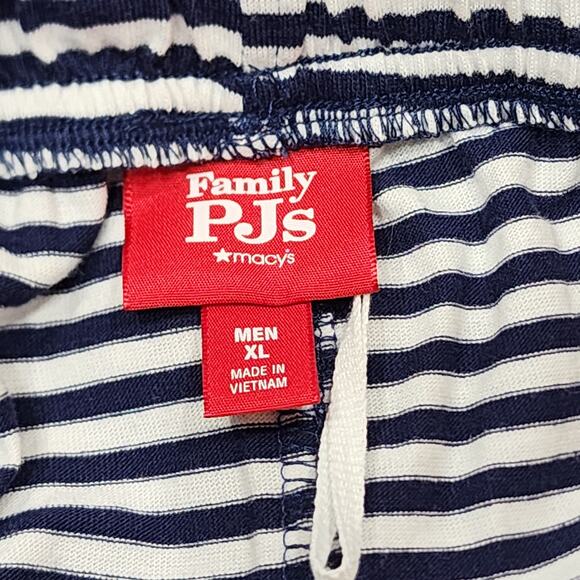 Family
PJs
★macy's
MEN
XL
MADE IN
VIETNAM